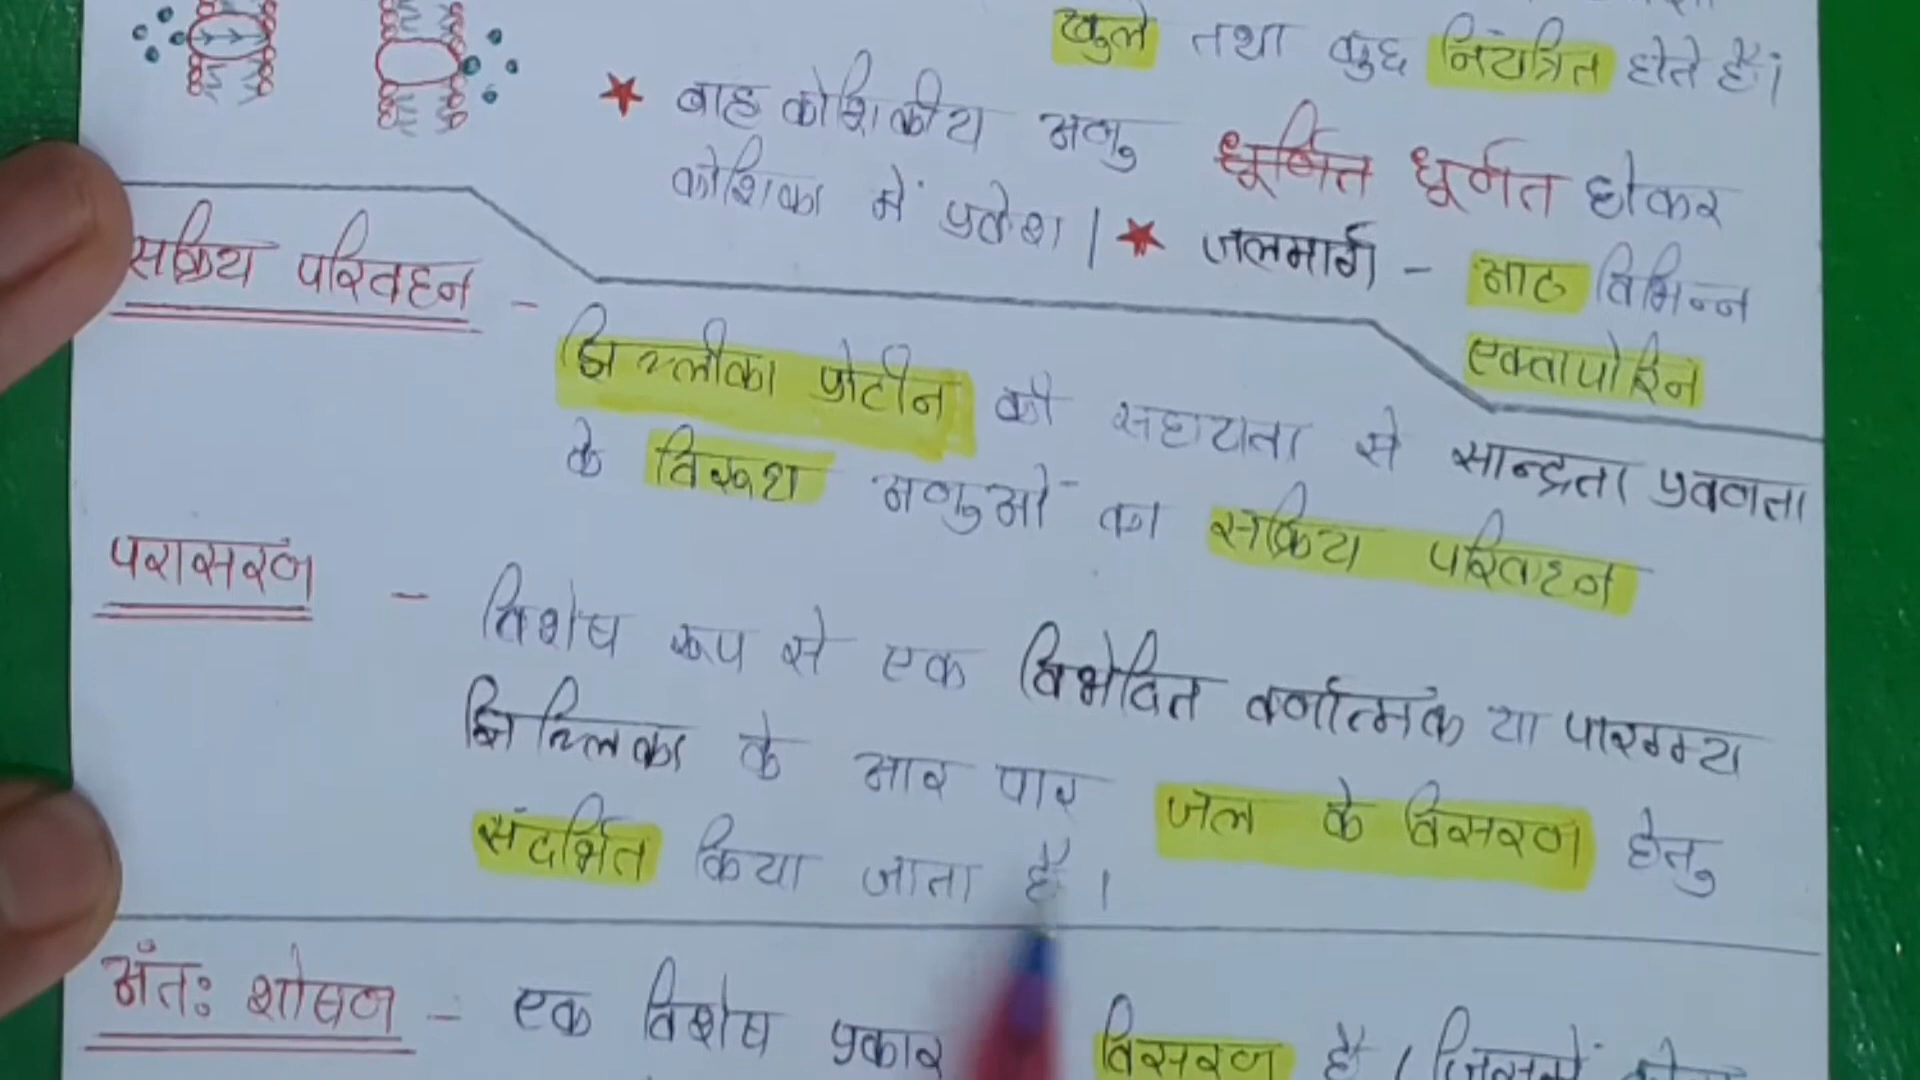 खुले तथा कुछ नियंत्रित होते हैं।
★ बाह्य कोशिकीय अणु धूर्णित धूर्णत होकर
कोशिका में प्रवेश | ★ जलमार्ग - आठ विभिन्न
एक्वापोरिन
सक्रिय परिवहन - झिल्लीका प्रोटीन की सहायता से सान्द्रता प्रवणता
के विरूध अणुओं का सक्रिय परिवहन
परासरण - विशेष रूप से एक विभेदित वर्णात्मक या पारगम्य
झिल्लिका के आर पार जल के विसरण हेतु
संदर्भित किया जाता है ।
अंतः शोषण - एक विशेष प्रकार विसरण है ( जिसमें